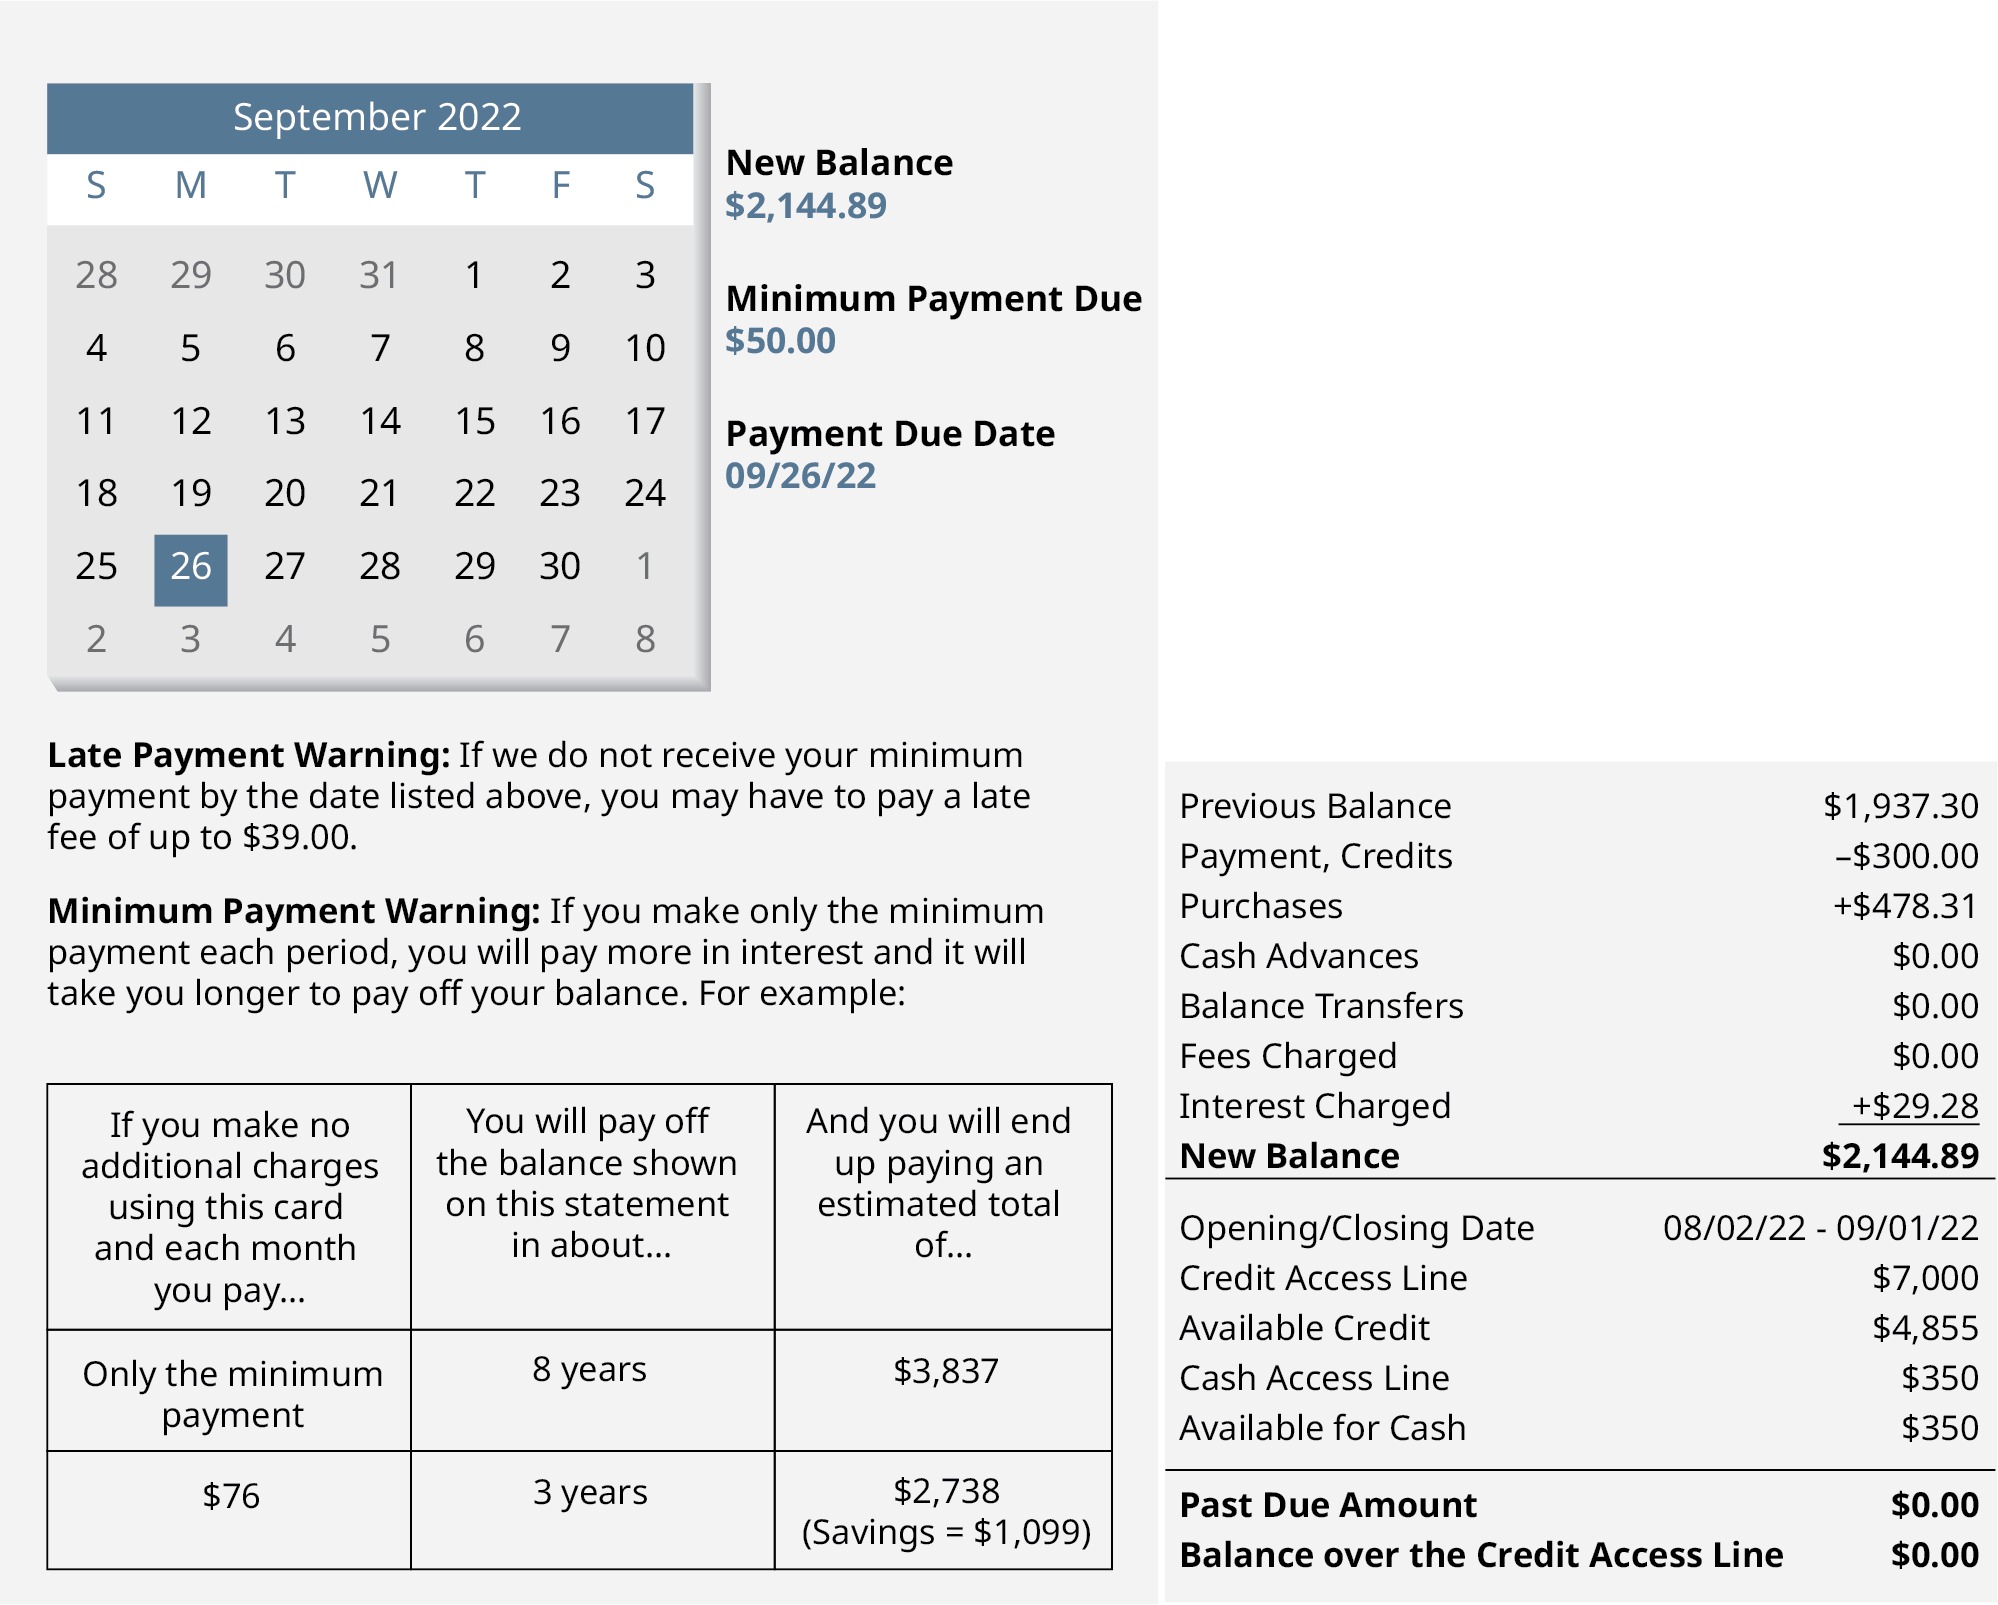 September 2022
S M T W T F S
28 29 30 31 1 2 3
4 5 6 7 8 9 10
11 12 13 14 15 16 17
18 19 20 21 22 23 24
25 26 27 28 29 30 1
2 3 4 5 6 7 8
New Balance
$2,144.89
Minimum Payment Due
$50.00
Payment Due Date
09/26/22
Late Payment Warning: If we do not receive your minimum
payment by the date listed above, you may have to pay a late
fee of up to $39.00.
Minimum Payment Warning: If you make only the minimum
payment each period, you will pay more in interest and it will
take you longer to pay off your balance. For example:
If you make no
additional charges
using this card
and each month
you pay...
You will pay off
the balance shown
on this statement
in about...
And you will end
up paying an
estimated total
of...
Only the minimum
payment
8 years
$3,837
$76
3 years
$2,738
(Savings = $1,099)
Previous Balance $1,937.30
Payment, Credits –$300.00
Purchases +$478.31
Cash Advances $0.00
Balance Transfers $0.00
Fees Charged $0.00
Interest Charged +$29.28
New Balance $2,144.89
Opening/Closing Date 08/02/22 - 09/01/22
Credit Access Line $7,000
Available Credit $4,855
Cash Access Line $350
Available for Cash $350
Past Due Amount $0.00
Balance over the Credit Access Line $0.00